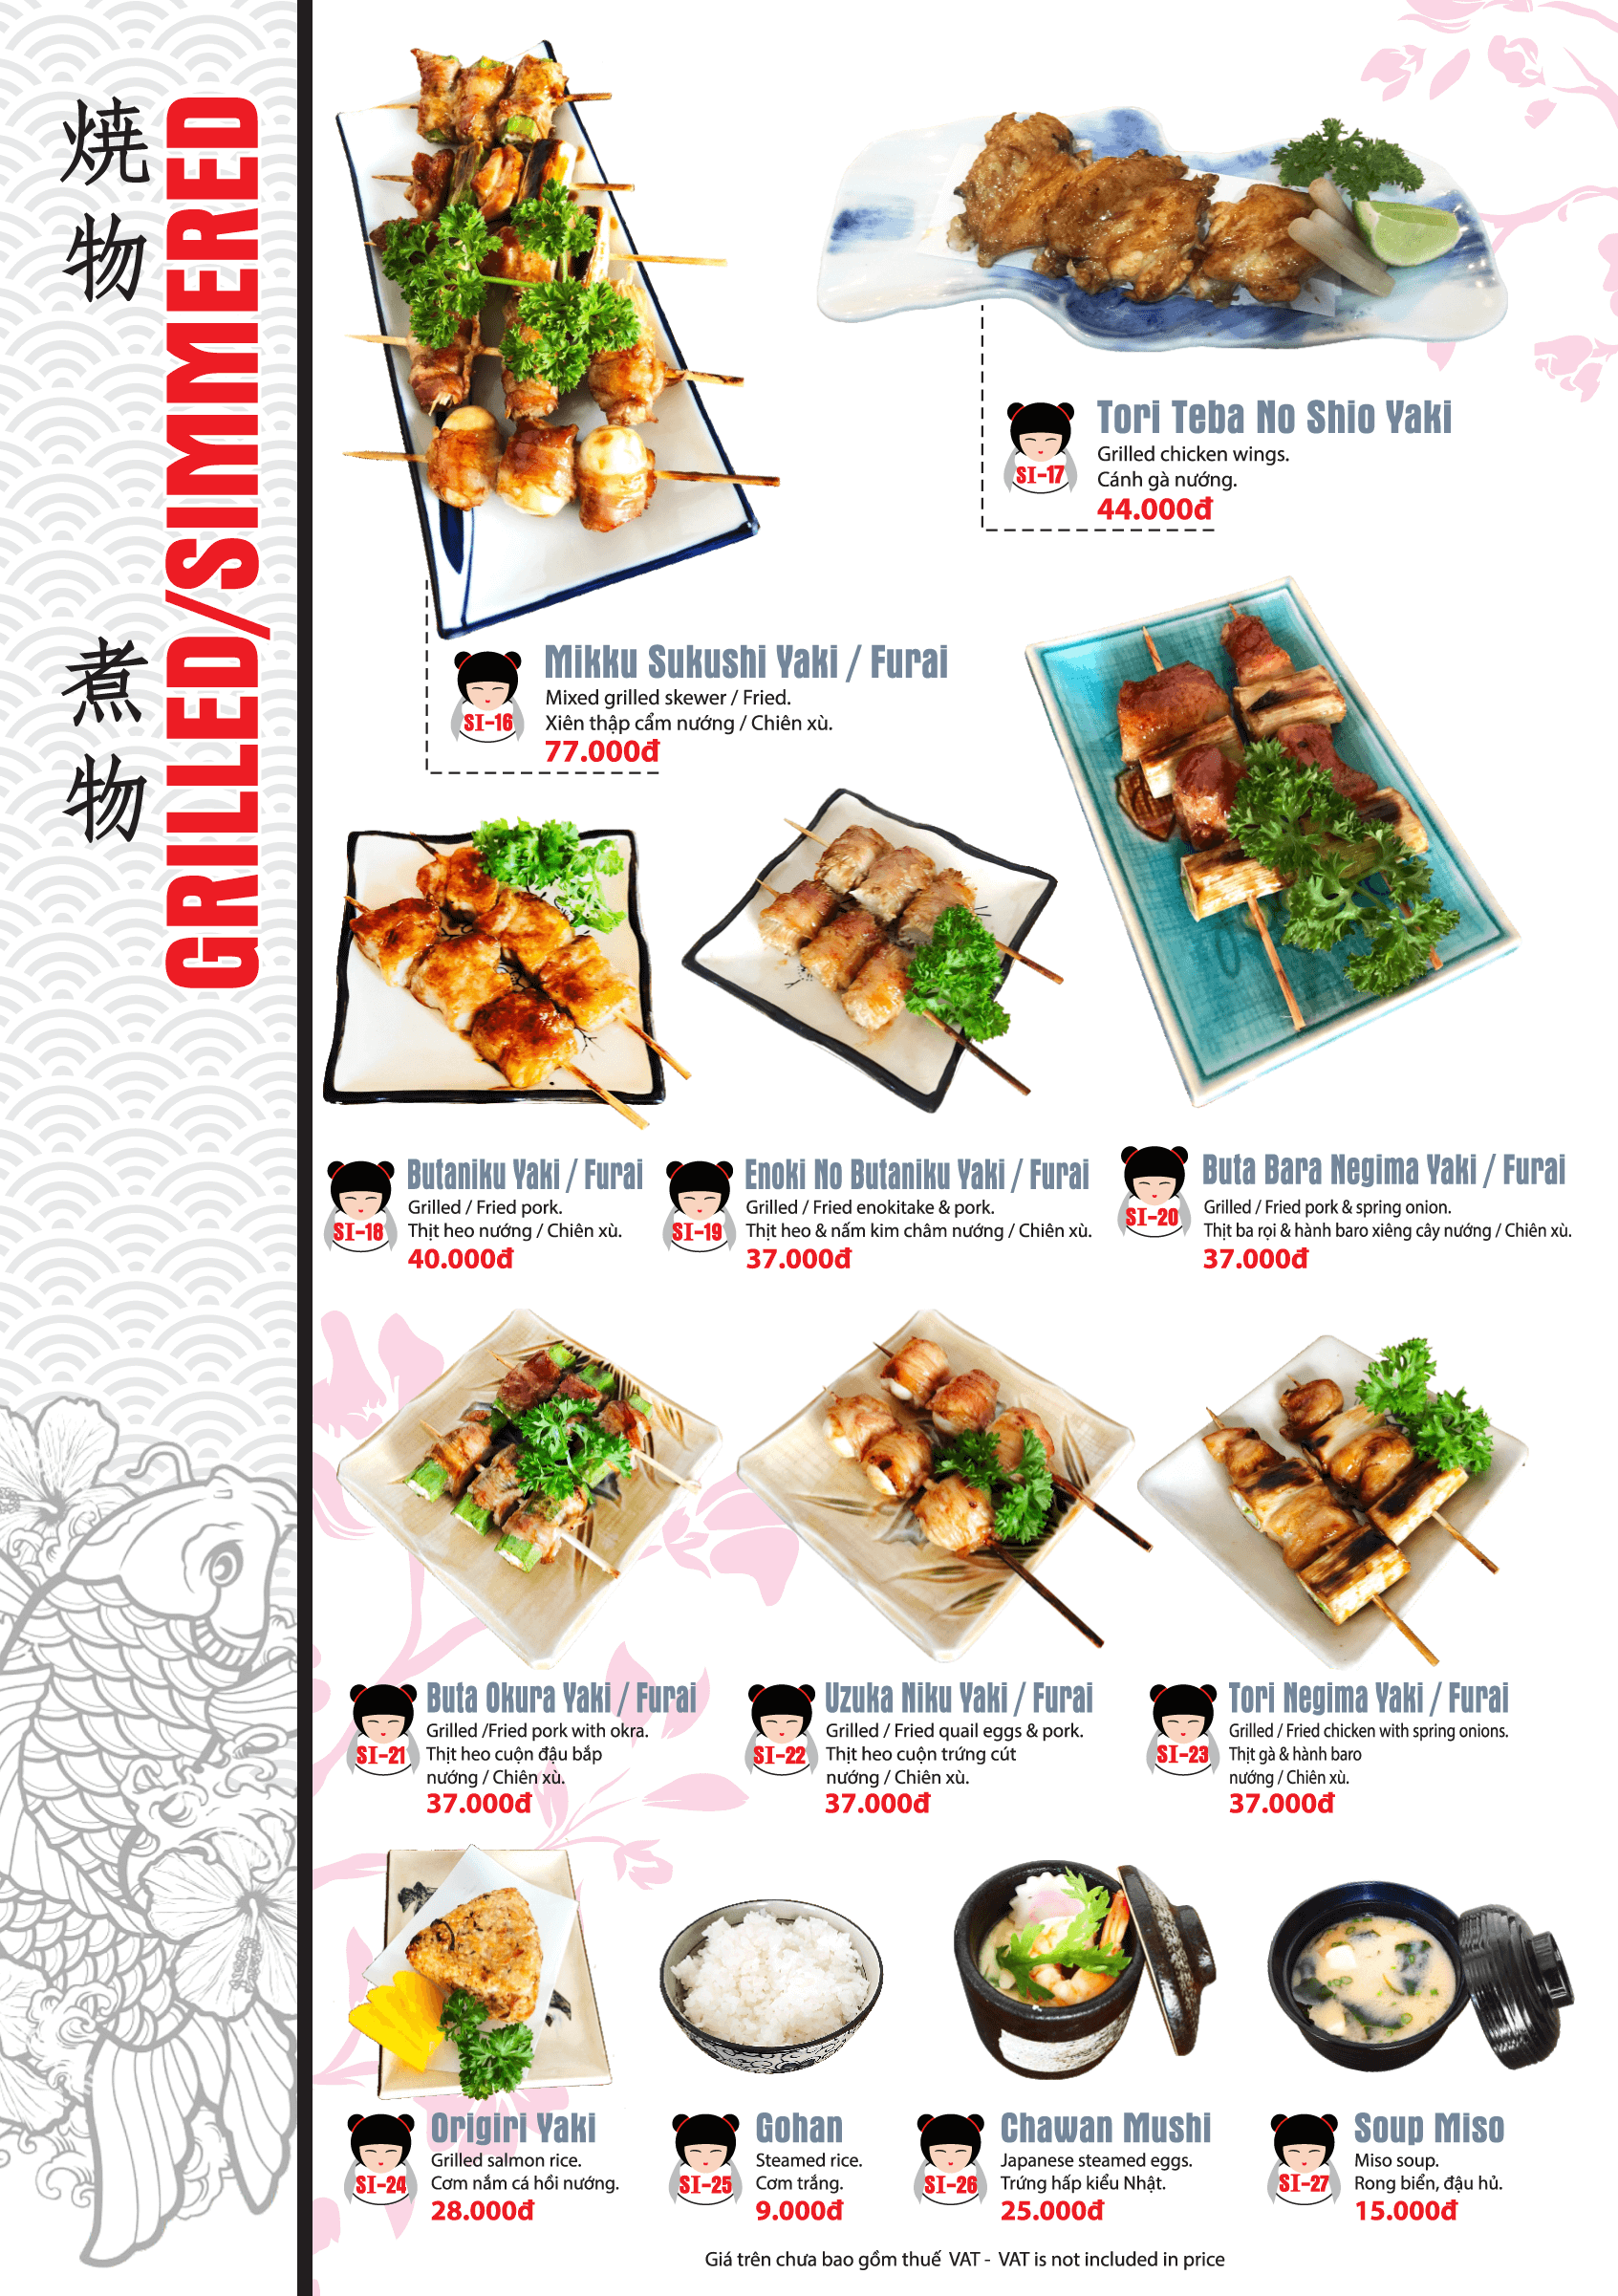 焼物
煮物
GRILLED/SIMMERED
SI-16
Mikku Sukushi Yaki / Furai
Mixed grilled skewer / Fried.
Xiên thập cẩm nướng / Chiên xù.
77.000đ
SI-17
Tori Teba No Shio Yaki
Grilled chicken wings.
Cánh gà nướng.
44.000đ
SI-18
Butaniku Yaki / Furai
Grilled / Fried pork.
Thịt heo nướng / Chiên xù.
40.000đ
SI-19
Enoki No Butaniku Yaki / Furai
Grilled / Fried enokitake & pork.
Thịt heo & nấm kim châm nướng / Chiên xù.
37.000đ
SI-20
Buta Bara Negima Yaki / Furai
Grilled / Fried pork & spring onion.
Thịt ba rọi & hành baro xiêng cây nướng / Chiên xù.
37.000đ
SI-21
Buta Okura Yaki / Furai
Grilled /Fried pork with okra.
Thịt heo cuộn đậu bắp
nướng / Chiên xù.
37.000đ
SI-22
Uzuka Niku Yaki / Furai
Grilled / Fried quail eggs & pork.
Thịt heo cuộn trứng cút
nướng / Chiên xù.
37.000đ
SI-23
Tori Negima Yaki / Furai
Grilled / Fried chicken with spring onions.
Thịt gà & hành baro
nướng / Chiên xù.
37.000đ
SI-24
Origiri Yaki
Grilled salmon rice.
Cơm nắm cá hồi nướng.
28.000đ
SI-25
Gohan
Steamed rice.
Cơm trắng.
9.000đ
SI-26
Chawan Mushi
Japanese steamed eggs.
Trứng hấp kiểu Nhật.
25.000đ
SI-27
Soup Miso
Miso soup.
Rong biển, đậu hủ.
15.000đ
Giá trên chưa bao gồm thuế VAT - VAT is not included in price